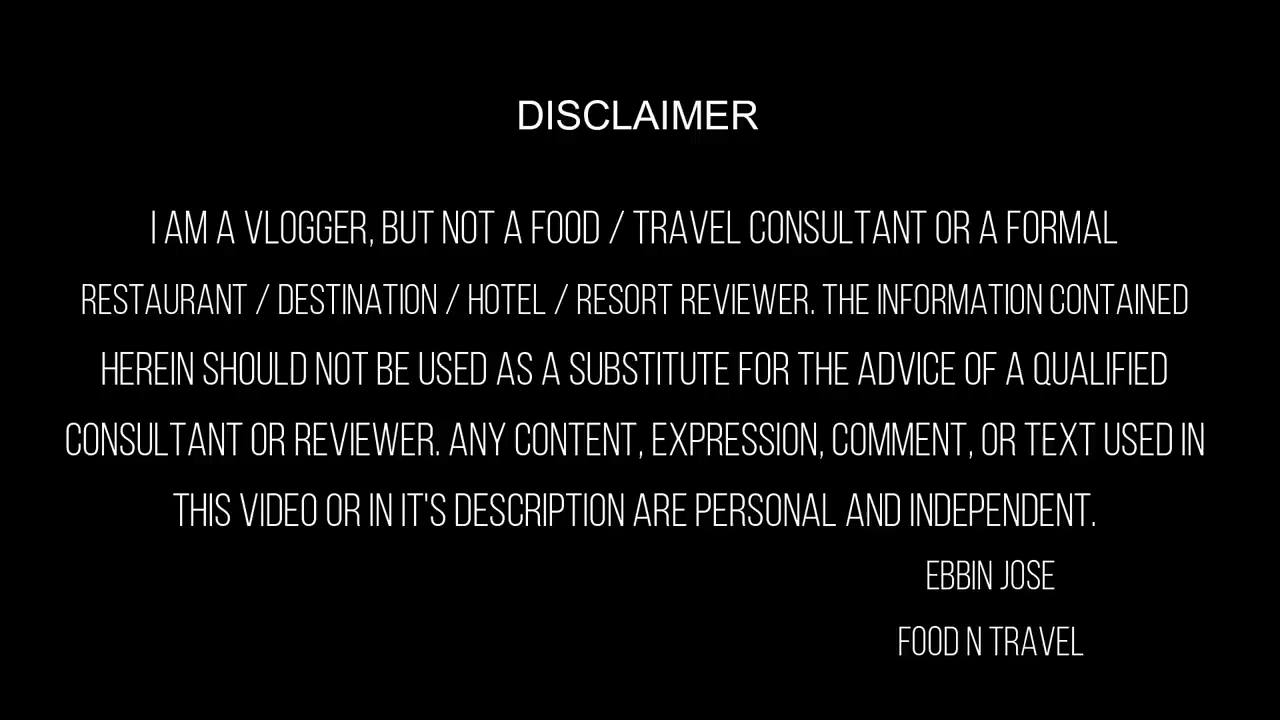 DISCLAIMER
I AM A VLOGGER, BUT NOT A FOOD / TRAVEL CONSULTANT OR A FORMAL
RESTAURANT / DESTINATION / HOTEL / RESORT REVIEWER. THE INFORMATION CONTAINED
HEREIN SHOULD NOT BE USED AS A SUBSTITUTE FOR THE ADVICE OF A QUALIFIED
CONSULTANT OR REVIEWER. ANY CONTENT, EXPRESSION, COMMENT, OR TEXT USED IN
THIS VIDEO OR IN IT'S DESCRIPTION ARE PERSONAL AND INDEPENDENT.
EBBIN JOSE
FOOD N TRAVEL